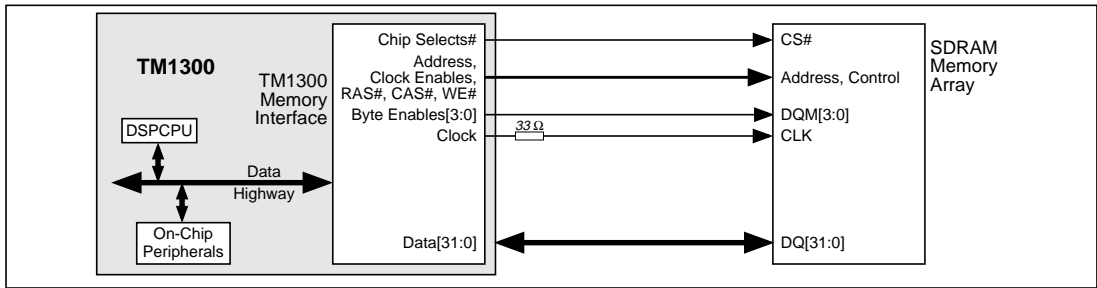 TM1300
DSPCPU
Data
Highway
On-Chip
Peripherals
TM1300
Memory
Interface
Chip Selects#
Address,
Clock Enables,
RAS#, CAS#, WE#
Byte Enables[3:0]
Clock
Data[31:0]
33 Ω
CS#
Address, Control
DQM[3:0]
CLK
DQ[31:0]
SDRAM
Memory
Array